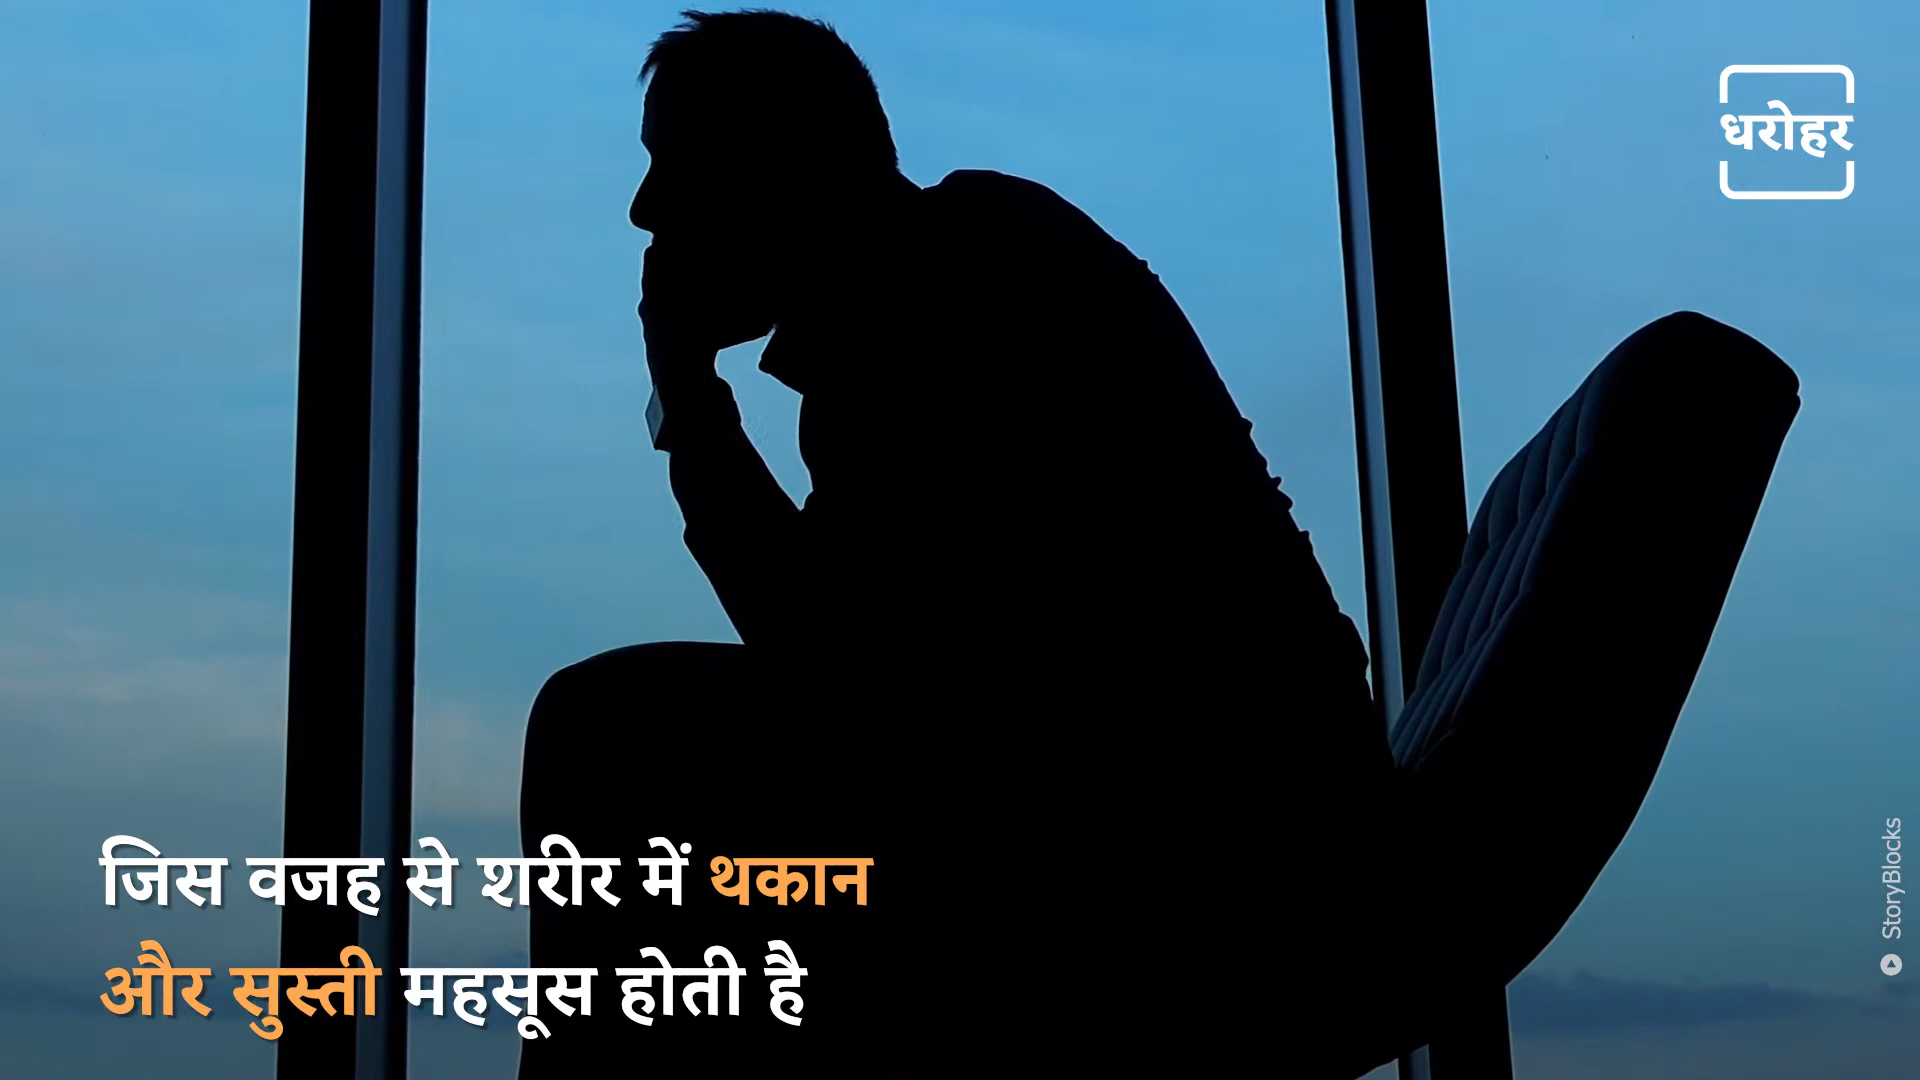 धरोहर
जिस वजह से शरीर में थकान
और सुस्ती महसूस होती है
StoryBlocks